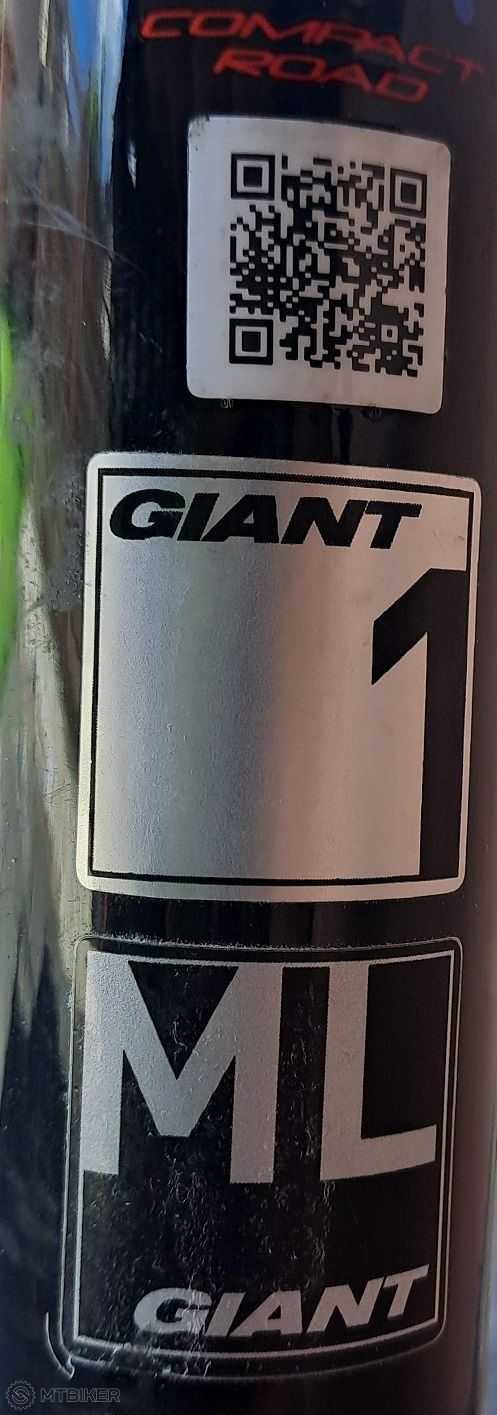 COMPACT
ROAD
GIANT
1
ML
GIANT
MTBIKER